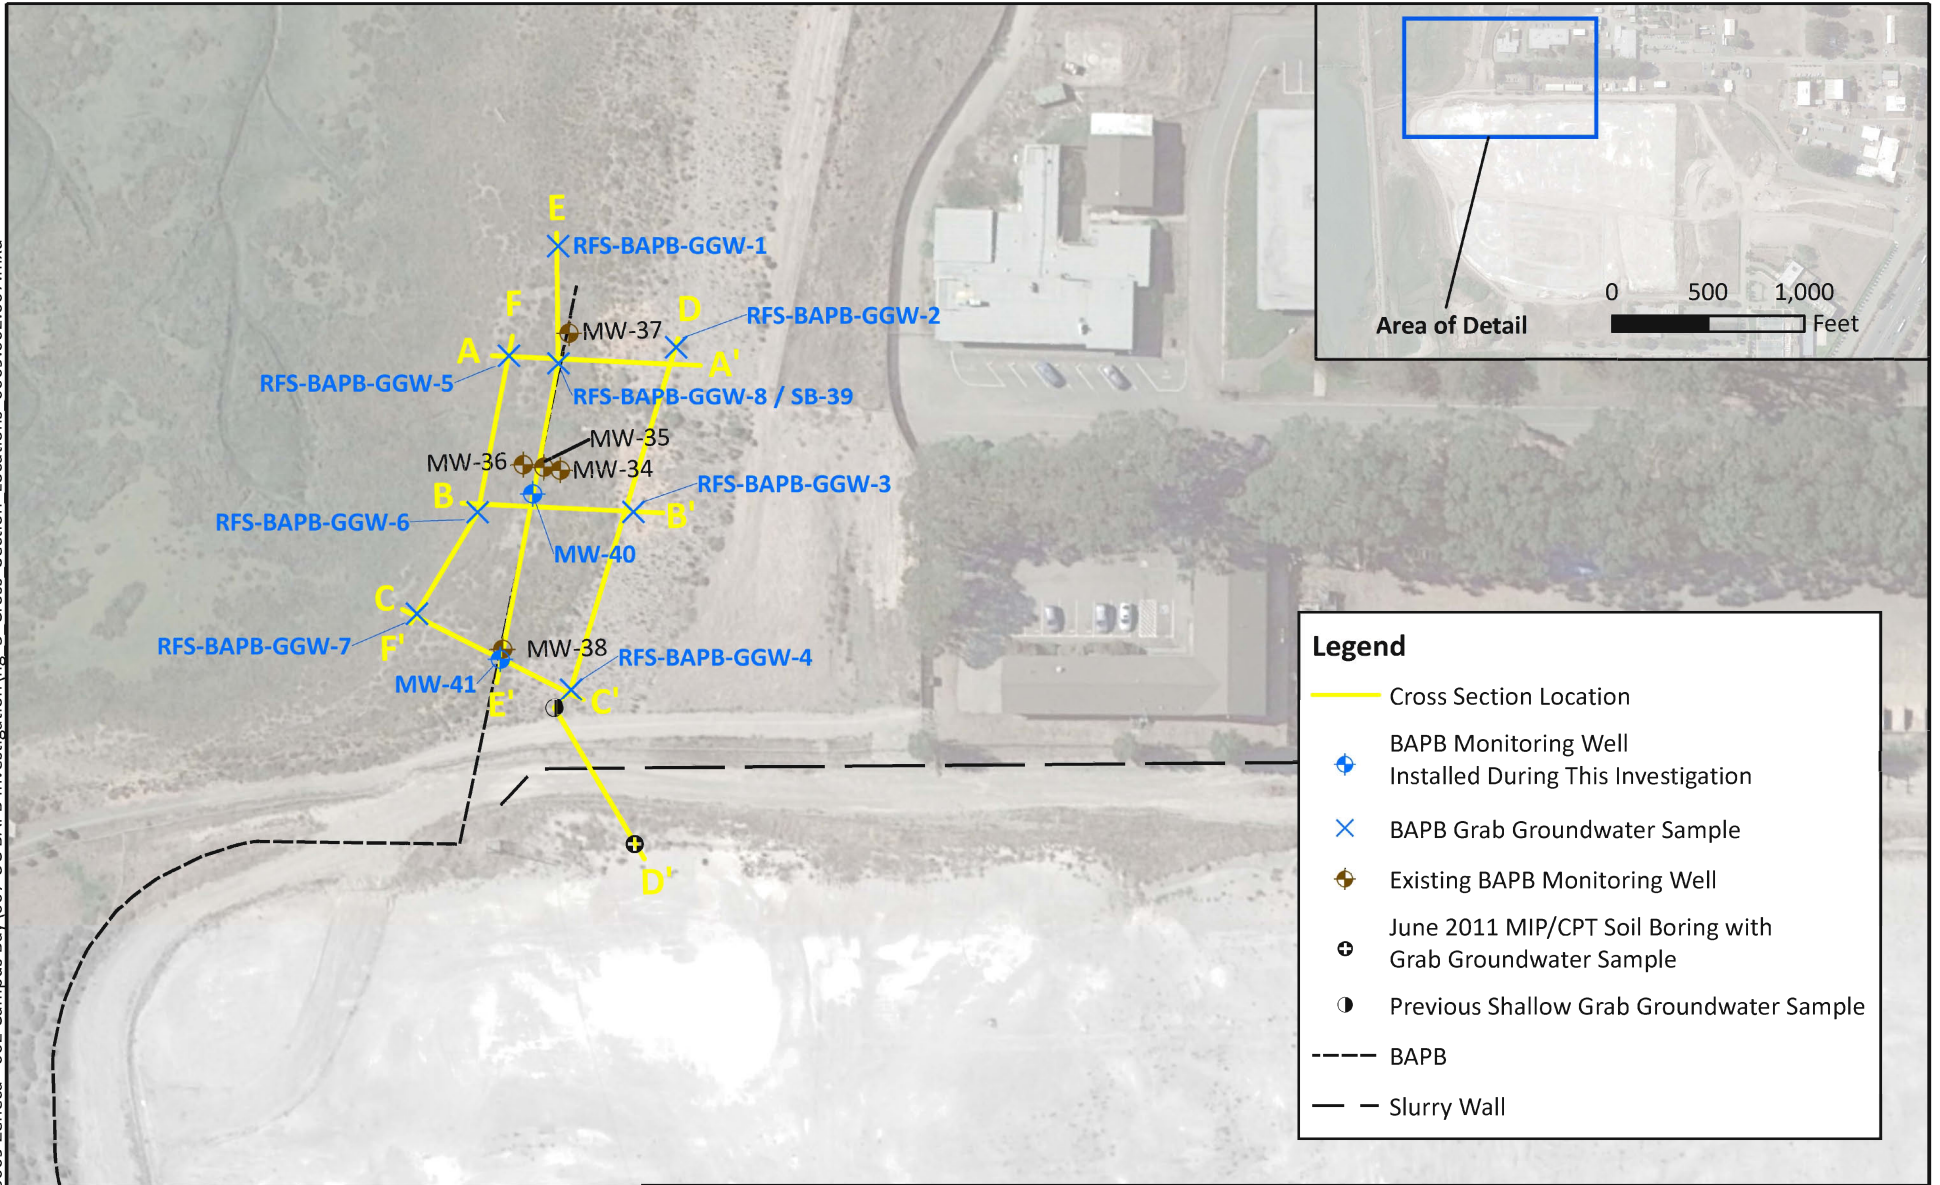 E
RFS-BAPB-GGW-1
F
D
RFS-BAPB-GGW-2
MW-37
A
A'
RFS-BAPB-GGW-5
RFS-BAPB-GGW-8 / SB-39
MW-35
MW-36
MW-34
B
RFS-BAPB-GGW-3
B'
RFS-BAPB-GGW-6
MW-40
C
F'
RFS-BAPB-GGW-7
MW-38
RFS-BAPB-GGW-4
MW-41
E'
C'
D'
0 500 1,000
Feet
Area of Detail
Legend
Cross Section Location
BAPB Monitoring Well
Installed During This Investigation
BAPB Grab Groundwater Sample
Existing BAPB Monitoring Well
June 2011 MIP/CPT Soil Boring with
Grab Groundwater Sample
Previous Shallow Grab Groundwater Sample
BAPB
Slurry Wall